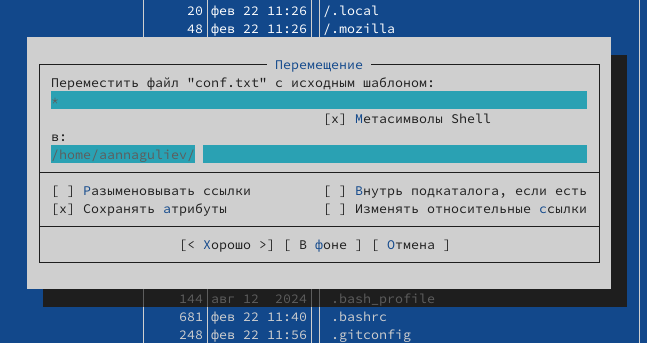 20 фев 22 11:26 /.local
48 фев 22 11:26 /.mozilla
Перемещение
Переместить файл "conf.txt" с исходным шаблоном:
*
[x] Метасимволы Shell
в:
/home/aannaguliev/
[ ] Разыменовывать ссылки [ ] Внутрь подкаталога, если есть
[x] Сохранять атрибуты [ ] Изменять относительные ссылки
[< Хорошо >] [ В фоне ] [ Отмена ]
144 авг 12 2024 .bash_profile
681 фев 22 11:40 .bashrc
248 фев 22 11:56 .gitconfig